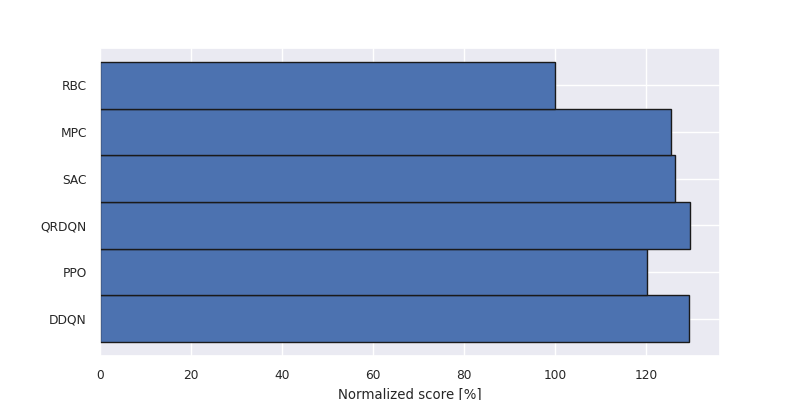 RBC
MPC
SAC
QRDQN
PPO
DDQN
0 20 40 60 80 100 120
Normalized score [%]